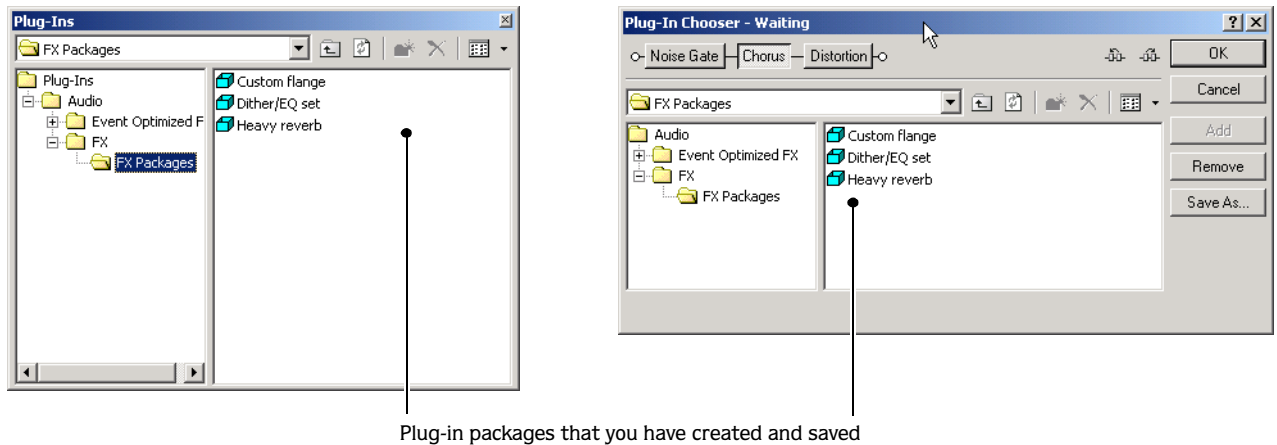 Plug-Ins
FX Packages
Plug-Ins
Audio
Event Optimized F
FX
FX Packages
Custom flange
Dither/EQ set
Heavy reverb
Plug-In Chooser - Waiting
Noise Gate Chorus Distortion
FX Packages
Audio
Event Optimized FX
FX
FX Packages
Custom flange
Dither/EQ set
Heavy reverb
OK
Cancel
Add
Remove
Save As...
Plug-in packages that you have created and saved